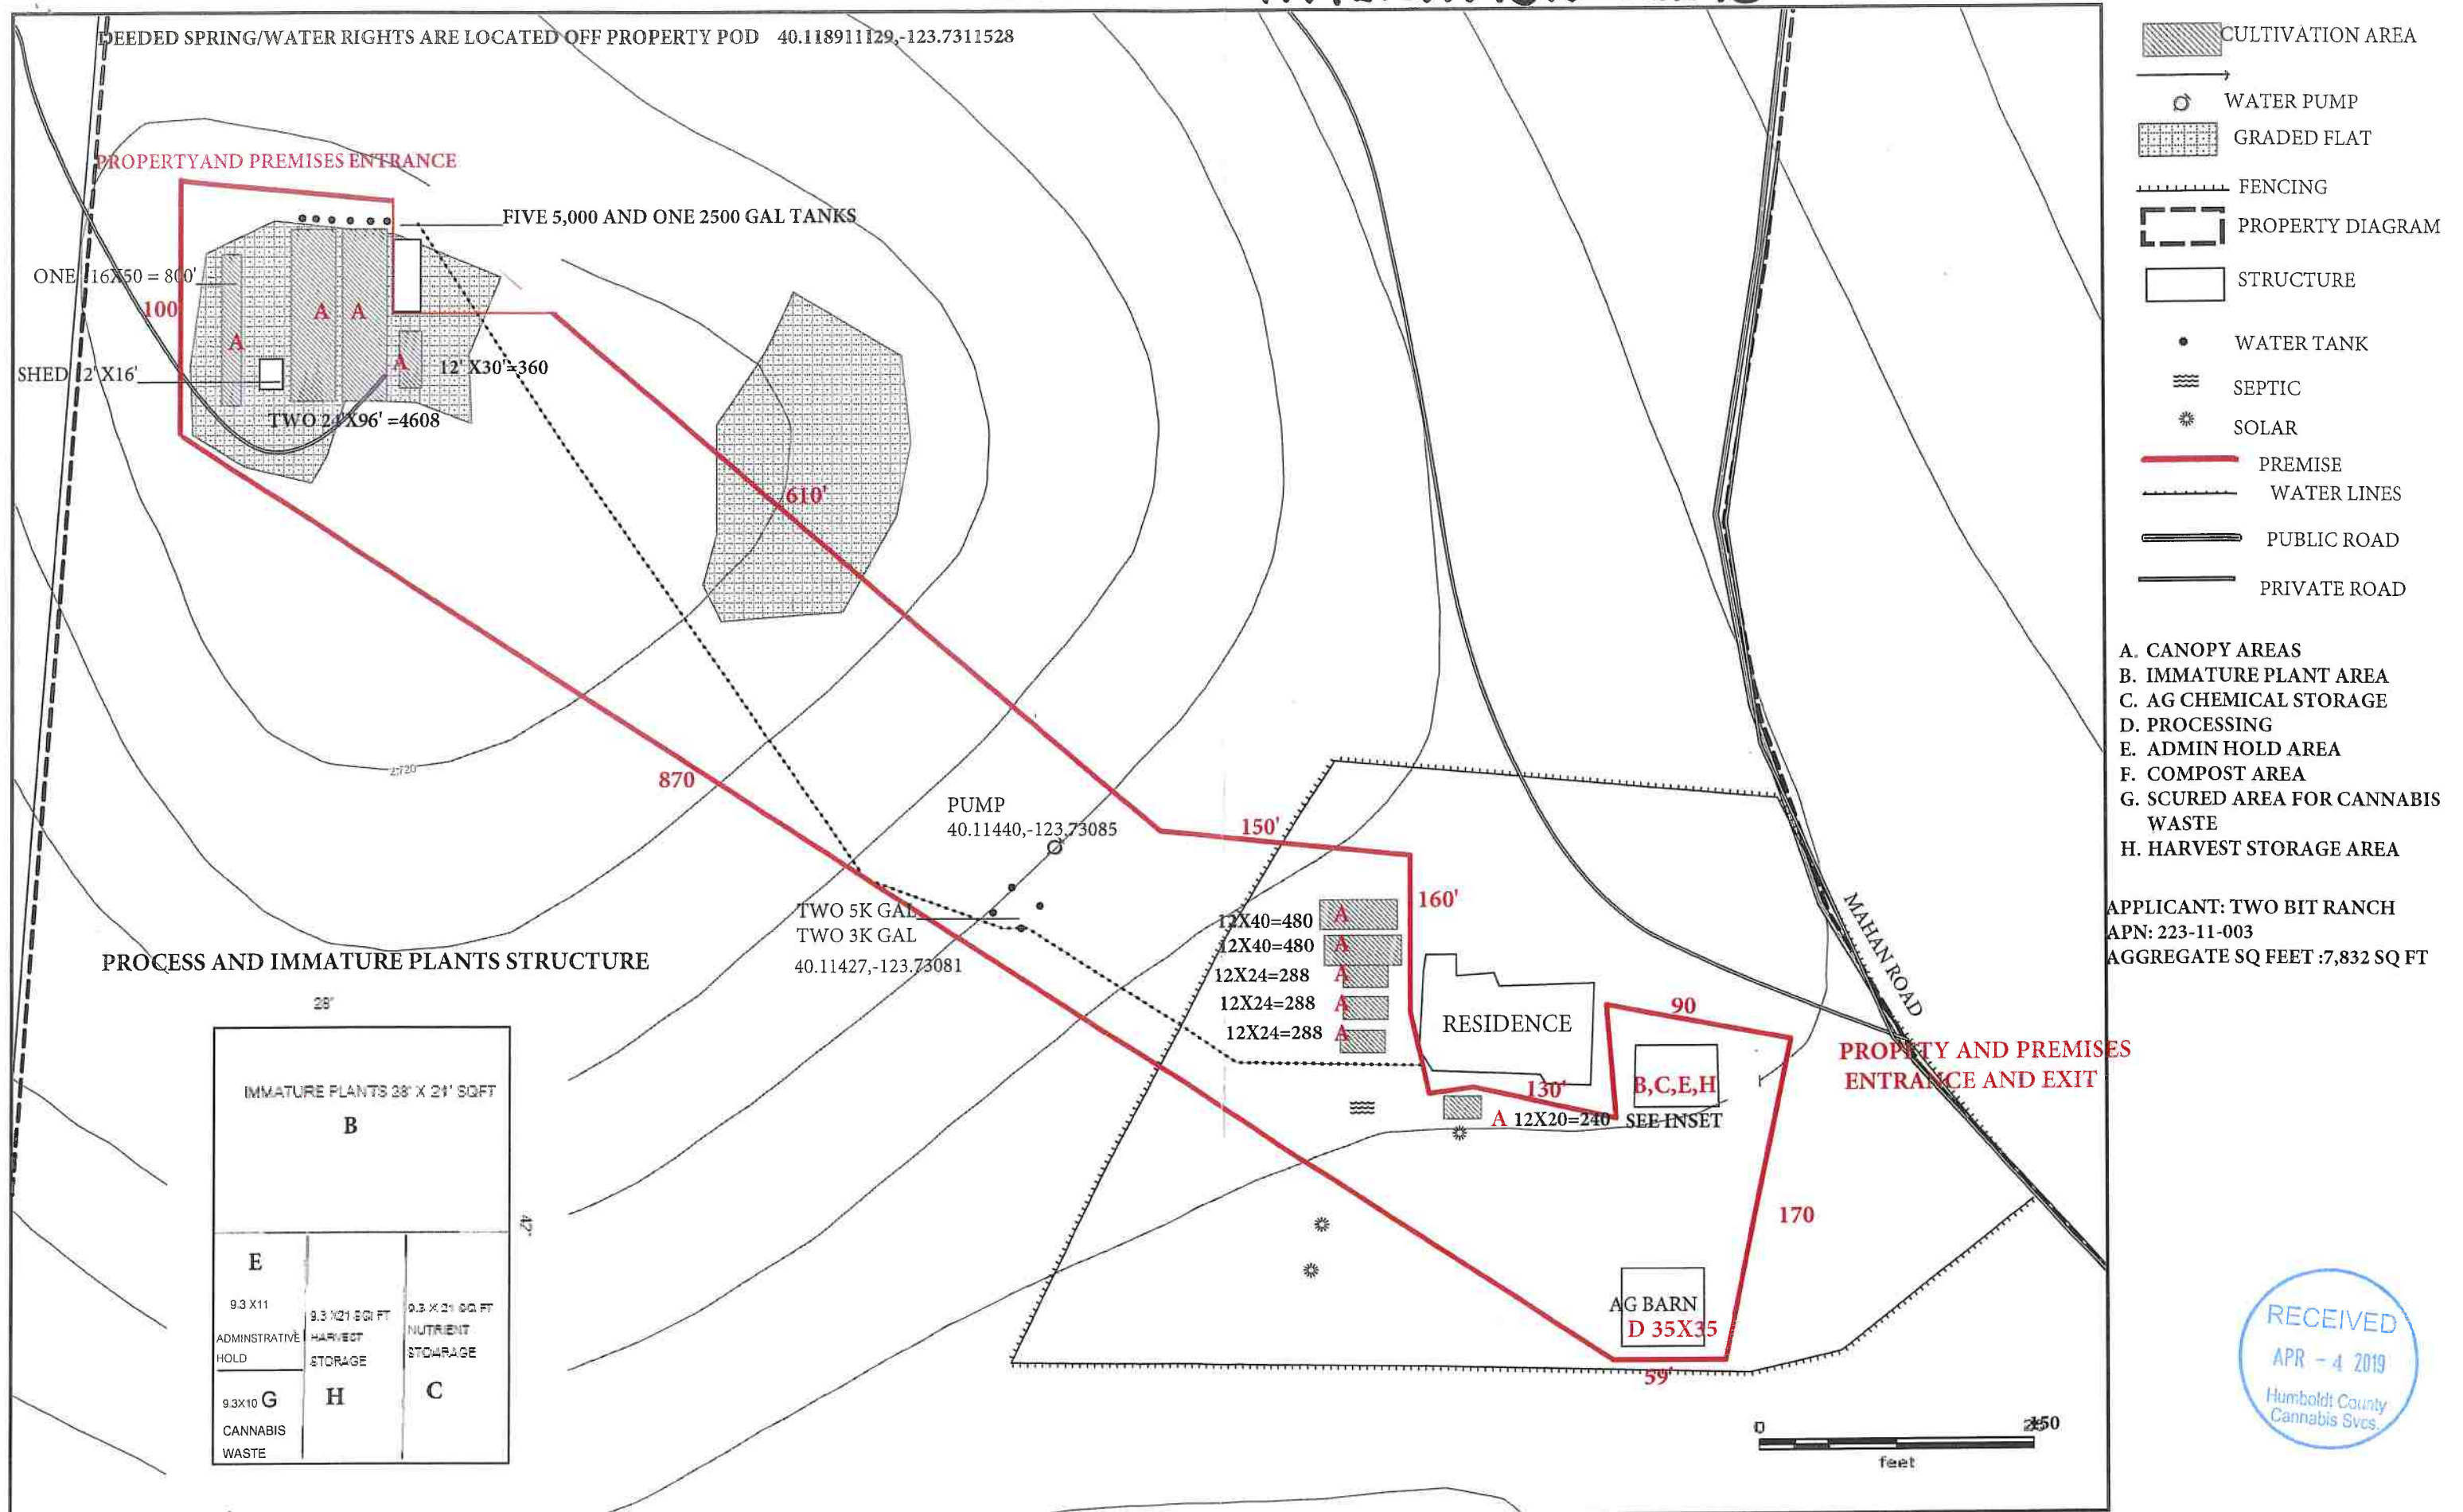 DEEDED SPRING/WATER RIGHTS ARE LOCATED OFF PROPERTY POD 40.118911129,-123.7311528
PROPERTY AND PREMISES ENTRANCE
FIVE 5,000 AND ONE 2500 GAL TANKS
ONE 16X50 = 800'
100
A
A A
A
12' X30'=360
SHED 12'X16'
TWO 24'X96' =4608
610'
870
2,720
PUMP
40.11440,-123.73085
TWO 5K GAL
TWO 3K GAL
40.11427,-123.73081
150'
160'
12X40=480 A
12X40=480 A
12X24=288 A
12X24=288 A
12X24=288 A
RESIDENCE
90
130'
B,C,E,H
A 12X20=240 SEE INSET
MAHAN ROAD
PROPETY AND PREMISES
ENTRANCE AND EXIT
170
AG BARN
D 35X35
59'
0
feet
PROCESS AND IMMATURE PLANTS STRUCTURE
28'
42'
IMMATURE PLANTS 28' X 21' SQFT
B
E
9.3 X11
ADMINSTRATIVE
HOLD
9.3X10 G
CANNABIS
WASTE
9.3 X21 SQ FT
HARVEST
STORAGE
H
9.3 X 21 SQ FT
NUTRIENT
STOARAGE
C
CULTIVATION AREA
WATER PUMP
GRADED FLAT
FENCING
PROPERTY DIAGRAM
STRUCTURE
WATER TANK
SEPTIC
SOLAR
PREMISE
WATER LINES
PUBLIC ROAD
PRIVATE ROAD
A. CANOPY AREAS
B. IMMATURE PLANT AREA
C. AG CHEMICAL STORAGE
D. PROCESSING
E. ADMIN HOLD AREA
F. COMPOST AREA
G. SCURED AREA FOR CANNABIS
WASTE
H. HARVEST STORAGE AREA
APPLICANT: TWO BIT RANCH
APN: 223-11-003
AGGREGATE SQ FEET :7,832 SQ FT
RECEIVED
APR - 4 2019
Humboldt County
Cannabis Svcs.